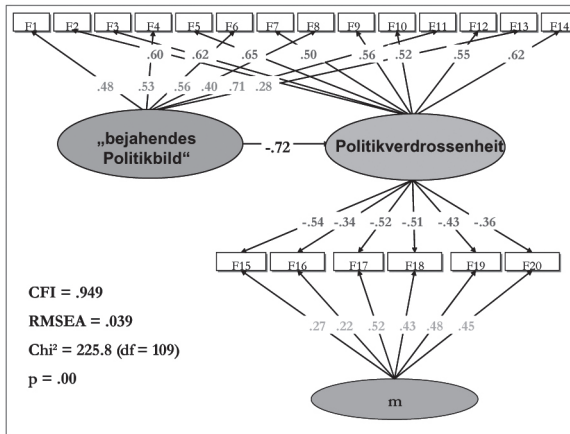 F1 F2 F3 F4 F5 F6 F7 F8 F9 F10 F11 F12 F13 F14
.60 .62 .65 .50 .56 .52 .55 .62
.48 .53 .56 .40 .71 .28
„bejahendes
Politikbild“
-.72
Politikverdrossenheit
-.54 -.34 -.52 -.51 -.43 -.36
F15 F16 F17 F18 F19 F20
.27 .22 .52 .43 .48 .45
m
CFI = .949
RMSEA = .039
Chi² = 225.8 (df = 109)
p = .00